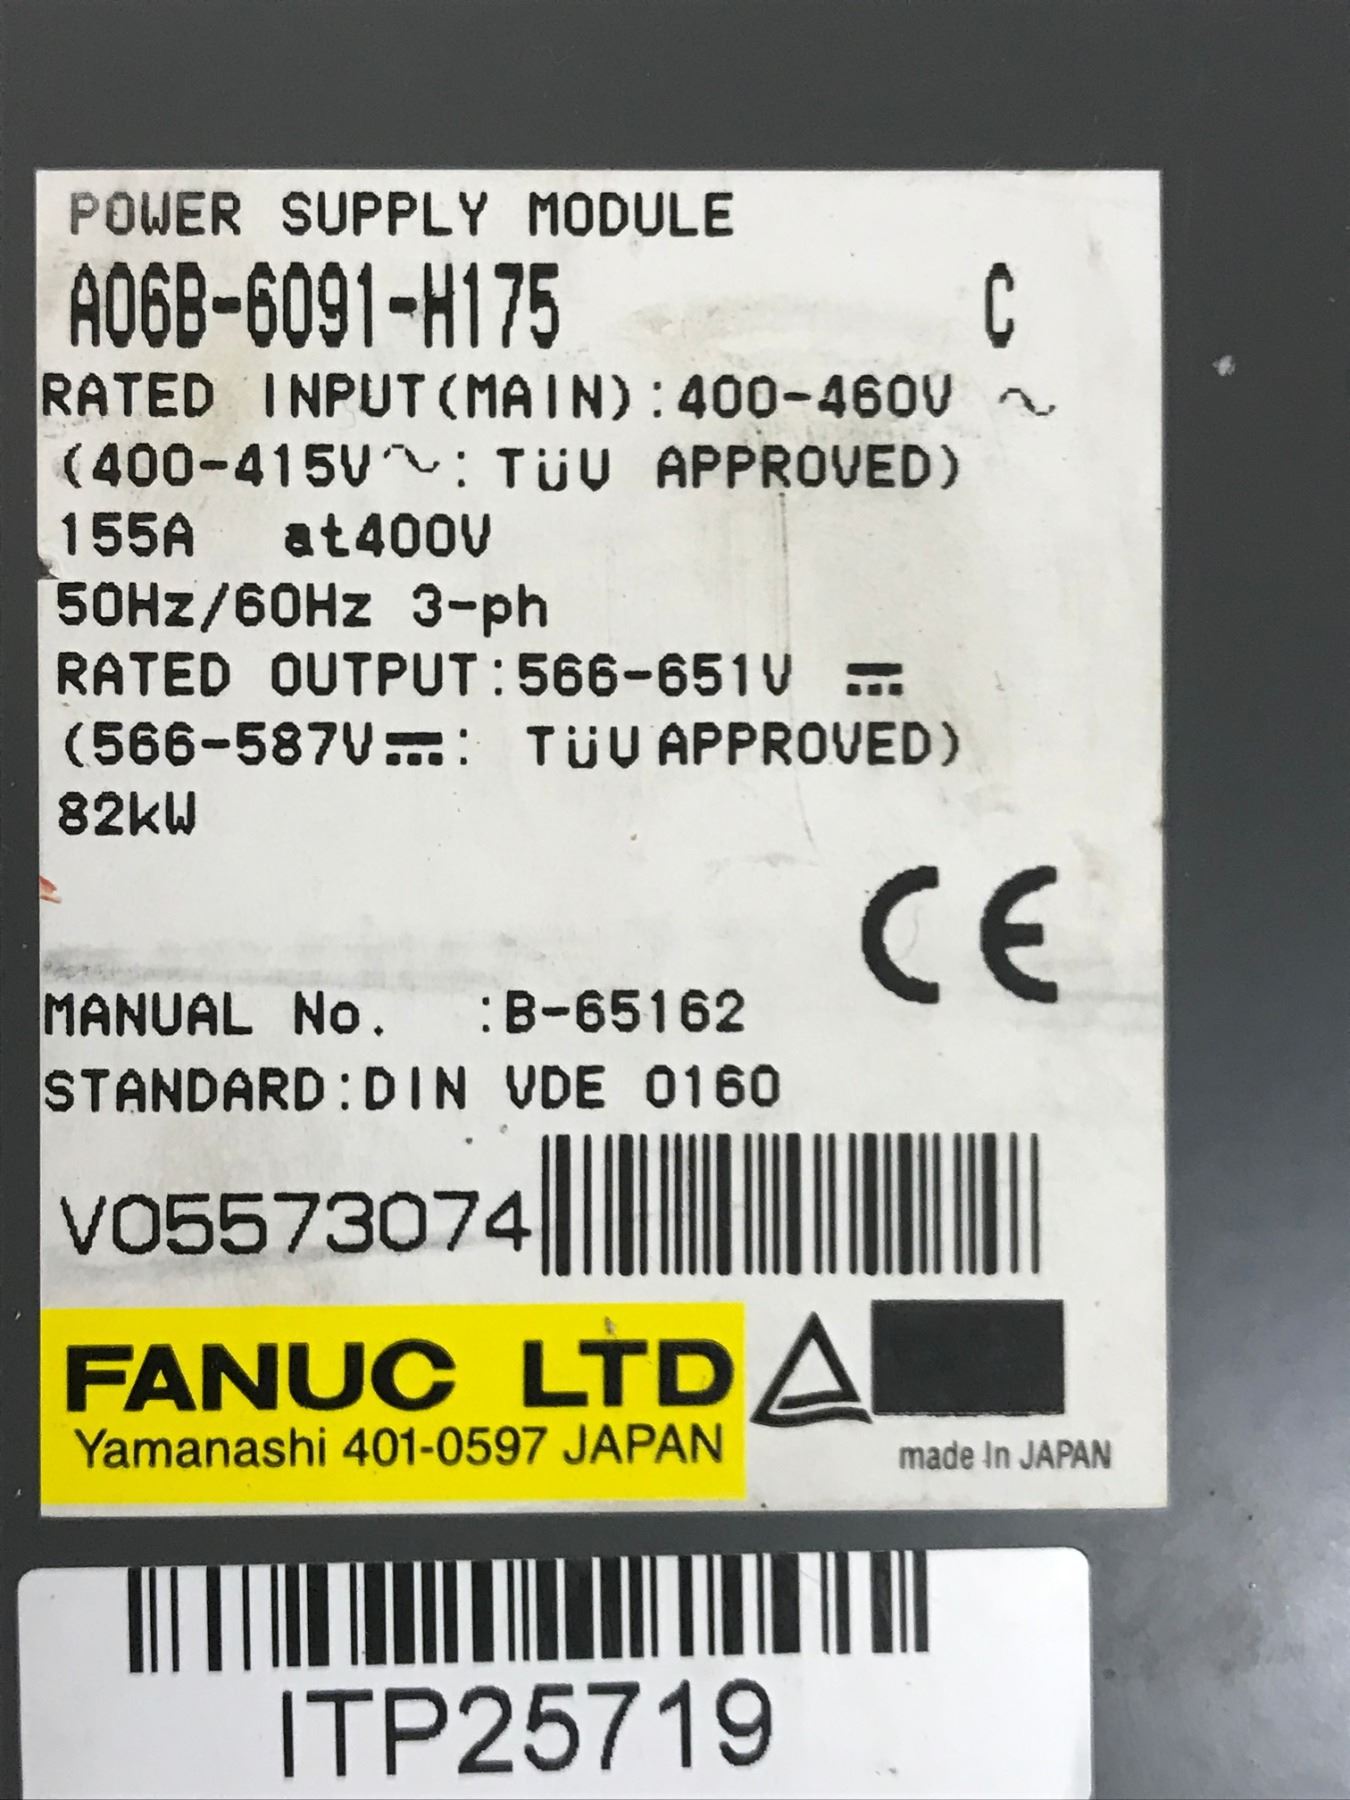 POWER SUPPLY MODULE
A06B-6091-H175 C
RATED INPUT(MAIN):400-460V ~
(400-415V~: TüV APPROVED)
155A at400V
50Hz/60Hz 3-ph
RATED OUTPUT:566-651V ⎓
(566-587V⎓: TüV APPROVED)
82kW
CE
MANUAL No. :B-65162
STANDARD:DIN VDE 0160
V05573074
FANUC LTD
Yamanashi 401-0597 JAPAN
made In JAPAN
ITP25719